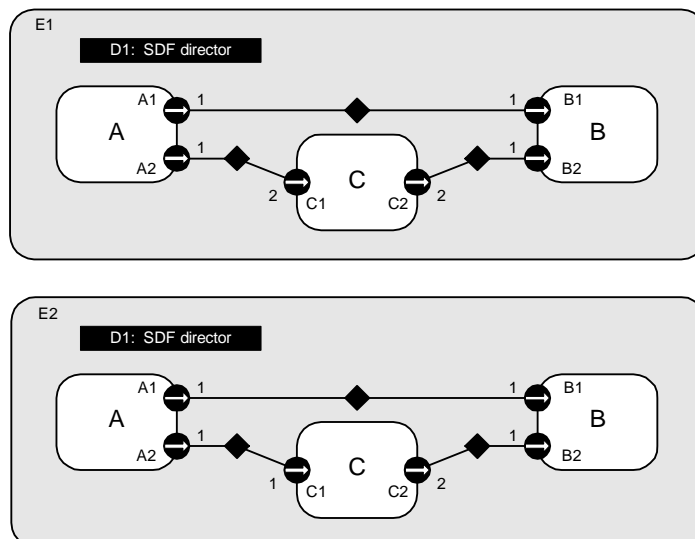 E1
D1: SDF director
A1 1 1 B1
A B
A2 1 1 B2
C
2 C1 C2 2
E2
D1: SDF director
A1 1 1 B1
A B
A2 1 1 B2
C
1 C1 C2 2